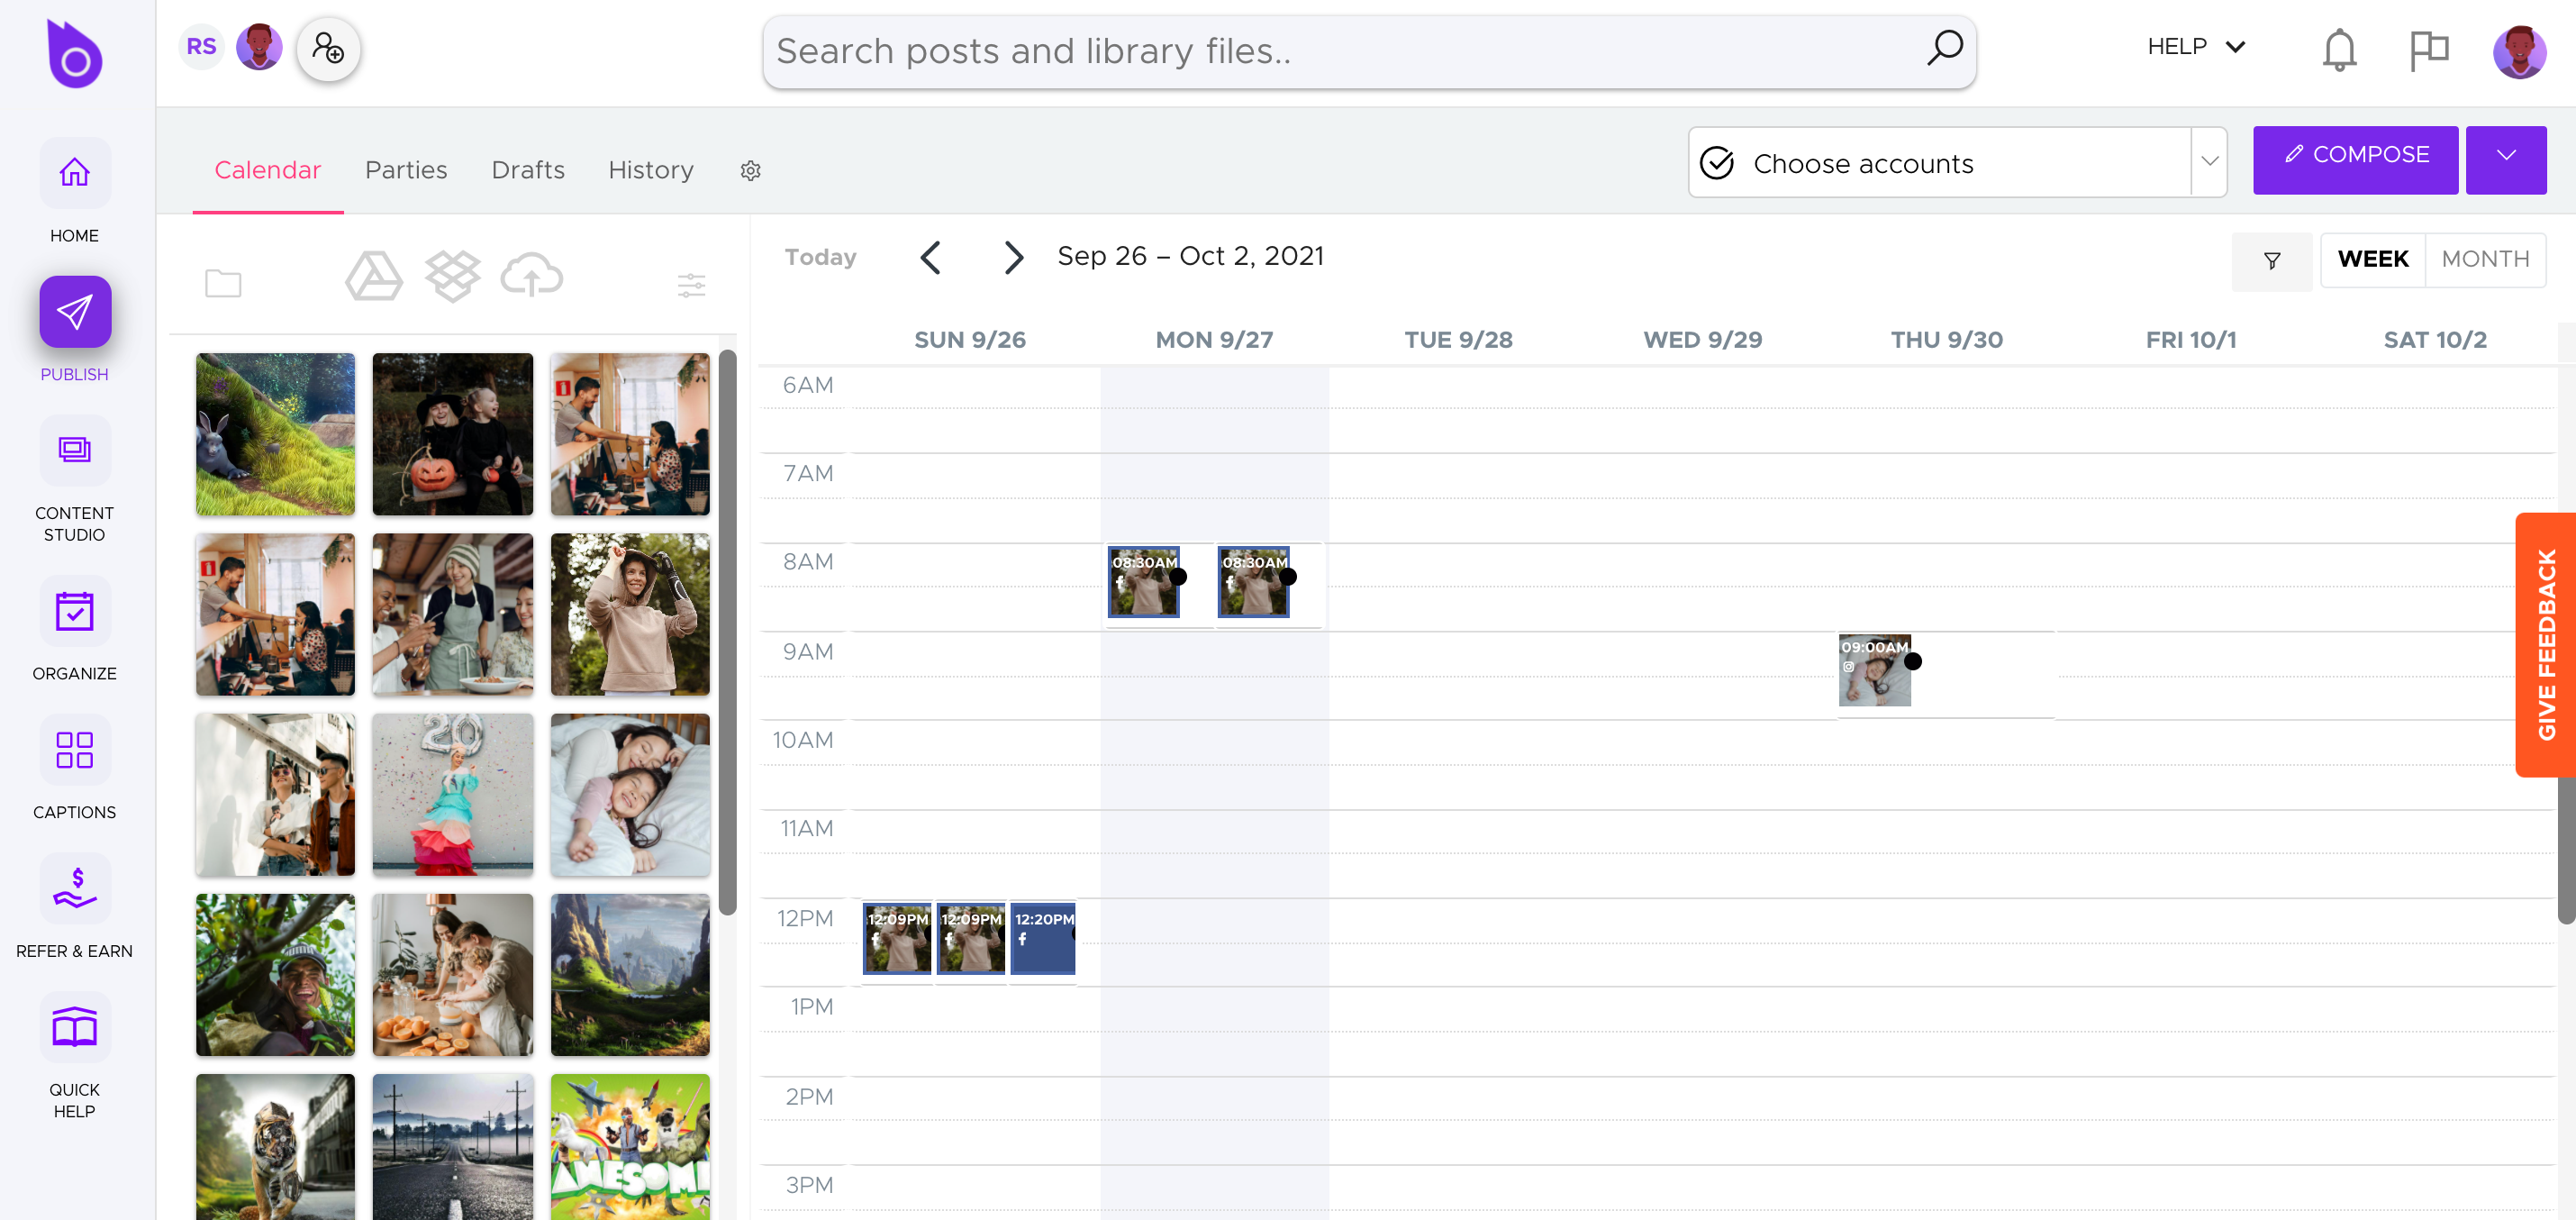 RS
Search posts and library files..
HELP
HOME
PUBLISH
CONTENT
STUDIO
ORGANIZE
CAPTIONS
REFER & EARN
QUICK
HELP
Calendar
Parties
Drafts
History
Choose accounts
COMPOSE
Today
Sep 26 – Oct 2, 2021
WEEK
MONTH
SUN 9/26
MON 9/27
TUE 9/28
WED 9/29
THU 9/30
FRI 10/1
SAT 10/2
6AM
7AM
8AM
08:30AM
08:30AM
9AM
09:00AM
10AM
11AM
12PM
12:09PM
12:09PM
12:20PM
1PM
2PM
3PM
GIVE FEEDBACK
20
AWESOME